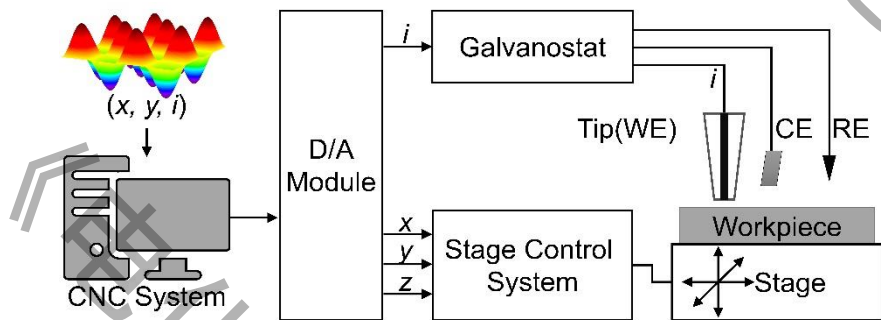 (x, y, i)
CNC System
D/A
Module
i
x
y
z
Galvanostat
Stage Control
System
i
Tip(WE)
CE
RE
Workpiece
Stage